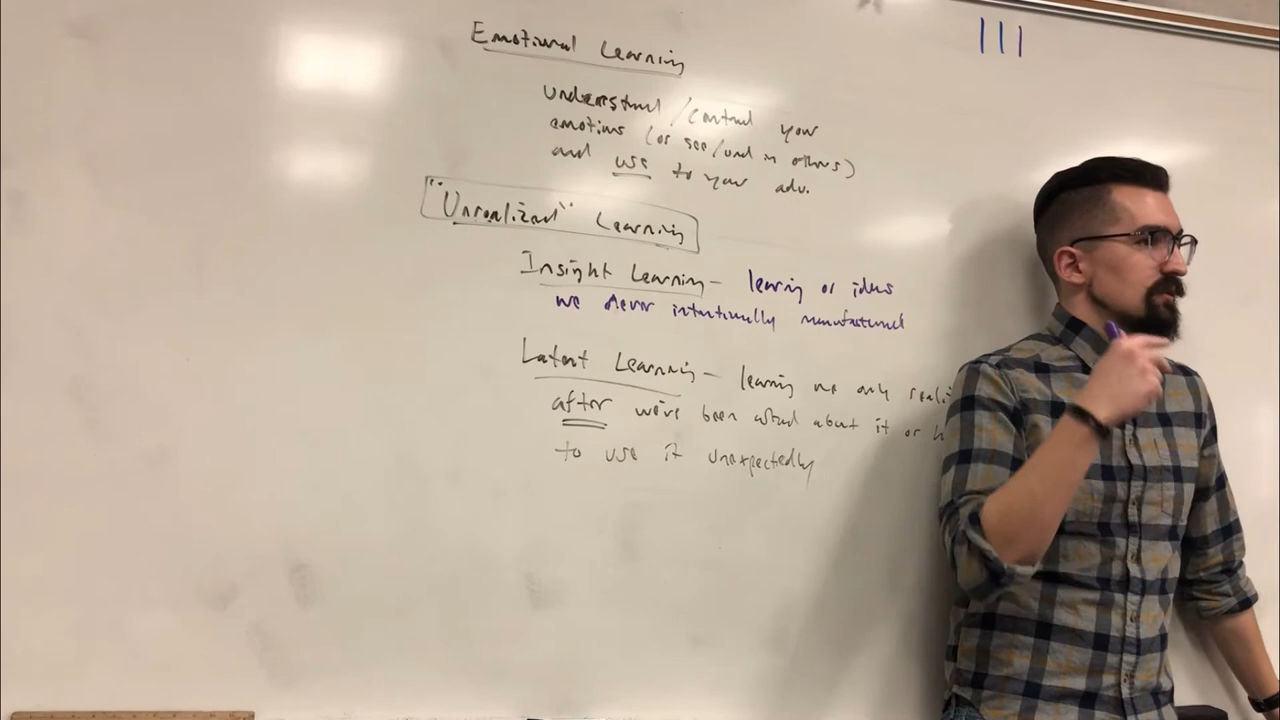 Emotional Learning
understand/control your
emotions (or see/und in others)
and use to your adv.
"Unrealized" Learning
Insight Learning - learning or ideas
we never intentionally manufactured
Latent Learning - learning we only reali
after we've been asked about it or h
to use it unexpectedly